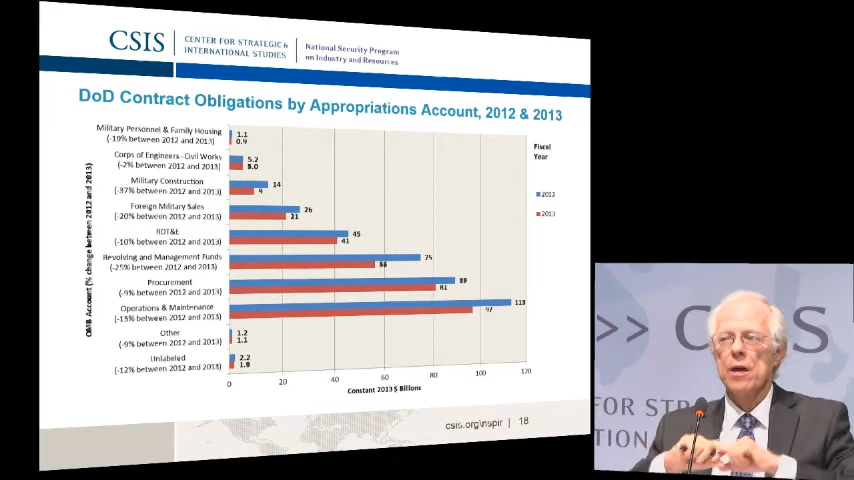 CSIS
CENTER FOR STRATEGIC &
INTERNATIONAL STUDIES
National Security Program
on Industry and Resources
DoD Contract Obligations by Appropriations Account, 2012 & 2013
OMB Account (% change between 2012 and 2013)
Military Personnel & Family Housing
(-19% between 2012 and 2013)
1.1
0.9
Corps of Engineers--Civil Works
(-2% between 2012 and 2013)
5.2
5.0
Military Construction
(-37% between 2012 and 2013)
14
9
Foreign Military Sales
(-20% between 2012 and 2013)
26
21
RDT&E
(-10% between 2012 and 2013)
45
41
Revolving and Management Funds
(-25% between 2012 and 2013)
75
56
Procurement
(-9% between 2012 and 2013)
89
81
Operations & Maintenance
(-13% between 2012 and 2013)
113
97
Other
(-9% between 2012 and 2013)
1.2
1.1
Unlabeled
(-12% between 2012 and 2013)
2.2
1.9
0 20 40 60 80 100 120
Constant 2013 $ Billions
Fiscal
Year
2012
2013
csis.org\nspir | 18
>> CSIS
FOR STR
ATION